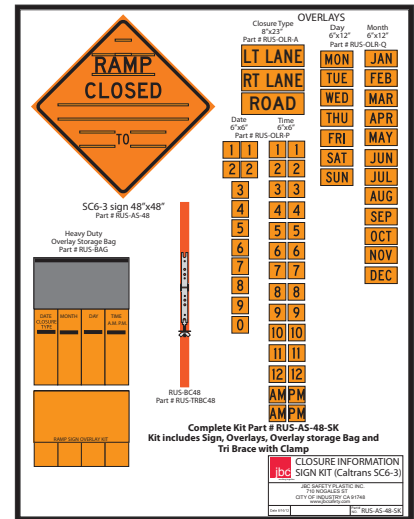 RAMP
CLOSED
TO
SC6-3 sign 48"x48"
Part # RUS-AS-48
OVERLAYS
Closure Type
8"x23"
Part # RUS-OLR-A
LT LANE
RT LANE
ROAD
Day
6"x12"
Month
6"x12"
Part # RUS-OLR-Q
MON
TUE
WED
THU
FRI
SAT
SUN
JAN
FEB
MAR
APR
MAY
JUN
JUL
AUG
SEP
OCT
NOV
DEC
Date
6"x6"
Time
6"x6"
Part # RUS-OLR-P
1 1
2 2
3
4
5
6
7
8
9
0
1 1
2 2
3 3
4 4
5 5
6 6
7 7
8 8
9 9
10 10
11 11
12 12
AM PM
AM PM
Heavy Duty
Overlay Storage Bag
Part # RUS-BAG
DATE
CLOSURE
TYPE
MONTH
DAY
TIME
A.M. P.M.
RAMP SIGN OVERLAY KIT
RUS-BC48
Part # RUS-TRBC48
Complete Kit Part # RUS-AS-48-SK
Kit includes Sign, Overlays, Overlay storage Bag and
Tri Brace with Clamp
jbc
CLOSURE INFORMATION
SIGN KIT (Caltrans SC6-3)
JBC SAFETY PLASTIC INC.
710 NOGALES ST
CITY OF INDUSTRY CA 91748
www.jbcsafety.com
RUS-AS-48-SK